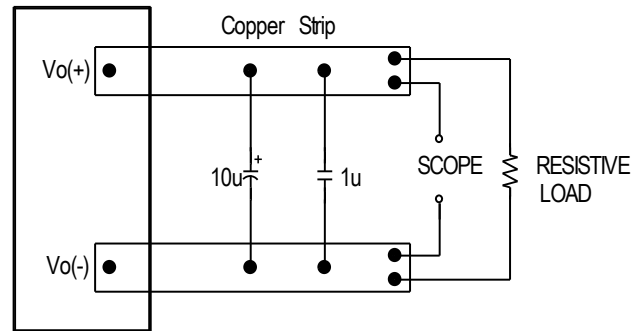 Copper Strip
Vo(+)
10u
+
1u
SCOPE
RESISTIVE
LOAD
Vo(-)